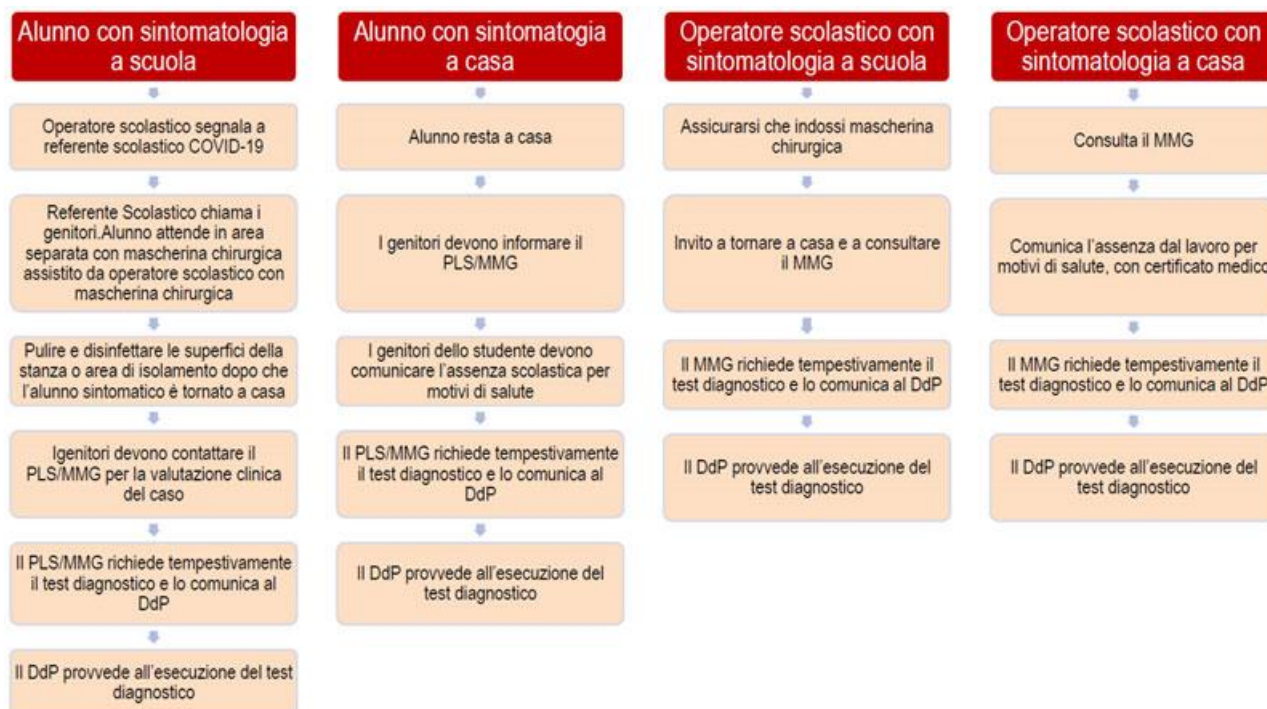 Alunno con sintomatologia
a scuola
Operatore scolastico segnala a
referente scolastico COVID-19
Referente Scolastico chiama i
genitori.Alunno attende in area
separata con mascherina chirurgica
assistito da operatore scolastico con
mascherina chirurgica
Pulire e disinfettare le superfici della
stanza o area di isolamento dopo che
l'alunno sintomatico è tornato a casa
Igenitori devono contattare il
PLS/MMG per la valutazione clinica
del caso
Il PLS/MMG richiede tempestivamente
il test diagnostico e lo comunica al
DdP
Il DdP provvede all'esecuzione del test
diagnostico
Alunno con sintomatogia
a casa
Alunno resta a casa
I genitori devono informare il
PLS/MMG
I genitori dello studente devono
comunicare l'assenza scolastica per
motivi di salute
Il PLS/MMG richiede tempestivamente
il test diagnostico e lo comunica al
DdP
Il DdP provvede all'esecuzione del
test diagnostico
Operatore scolastico con
sintomatologia a scuola
Assicurarsi che indossi mascherina
chirurgica
Invito a tornare a casa e a consultare
il MMG
Il MMG richiede tempestivamente il
test diagnostico e lo comunica al DdP
Il DdP provvede all'esecuzione del
test diagnostico
Operatore scolastico con
sintomatologia a casa
Consulta il MMG
Comunica l'assenza dal lavoro per
motivi di salute, con certificato medico
Il MMG richiede tempestivamente il
test diagnostico e lo comunica al DdP
Il DdP provvede all'esecuzione del
test diagnostico